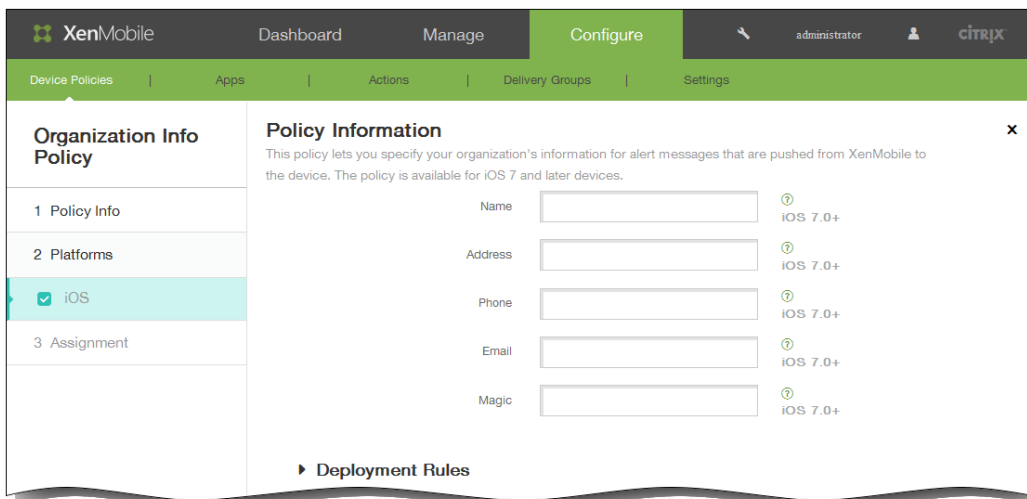 XenMobile Dashboard Manage Configure administrator CİTRIX
Device Policies | Apps | Actions | Delivery Groups | Settings
Organization Info
Policy
1 Policy Info
2 Platforms
iOS
3 Assignment
Policy Information
This policy lets you specify your organization's information for alert messages that are pushed from XenMobile to
the device. The policy is available for iOS 7 and later devices.
Name
iOS 7.0+
Address
iOS 7.0+
Phone
iOS 7.0+
Email
iOS 7.0+
Magic
iOS 7.0+
Deployment Rules